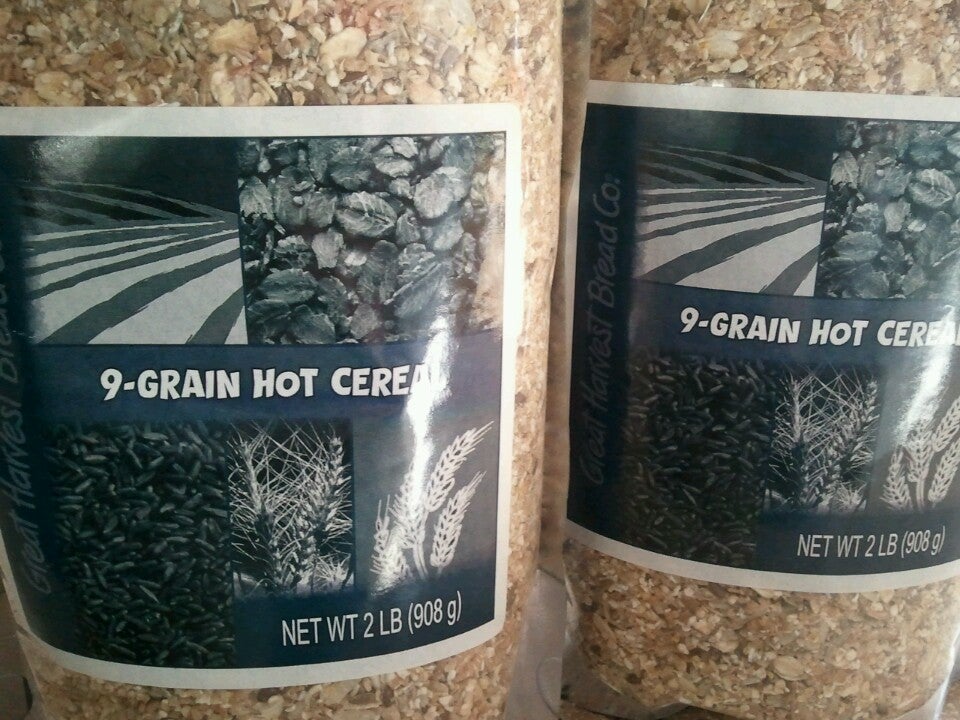 Great Harvest Bread Co.
9-GRAIN HOT CEREAL
NET WT 2 LB (908 g)
Great Harvest Bread Co.
9-GRAIN HOT CEREAL
NET WT 2 LB (908 g)